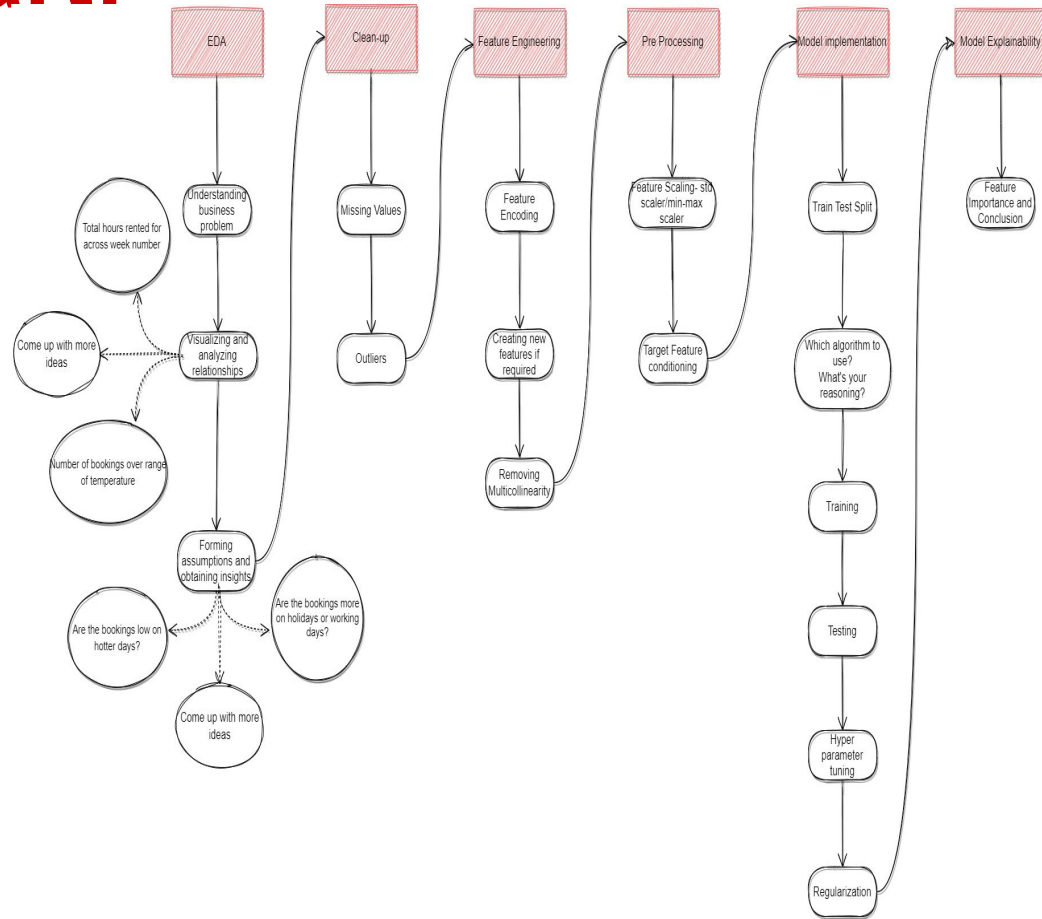 EDA
Clean-up
Feature Engineering
Pre Processing
Model implementation
Model Explainability
Understanding
business
problem
Total hours rented for
across week number
Come up with more
ideas
Visualizing and
analyzing
relationships
Number of bookings over range
of temperature
Forming
assumptions and
obtaining insights
Are the bookings low on
hotter days?
Are the bookings more
on holidays or working
days?
Come up with more
ideas
Missing Values
Outliers
Feature
Encoding
Creating new
features if
required
Removing
Multicollinearity
Feature Scaling- std
scaler/min-max
scaler
Target Feature
conditioning
Train Test Split
Which algorithm to
use?
What's your
reasoning?
Training
Testing
Hyper
parameter
tuning
Regularization
Feature
Importance and
Conclusion